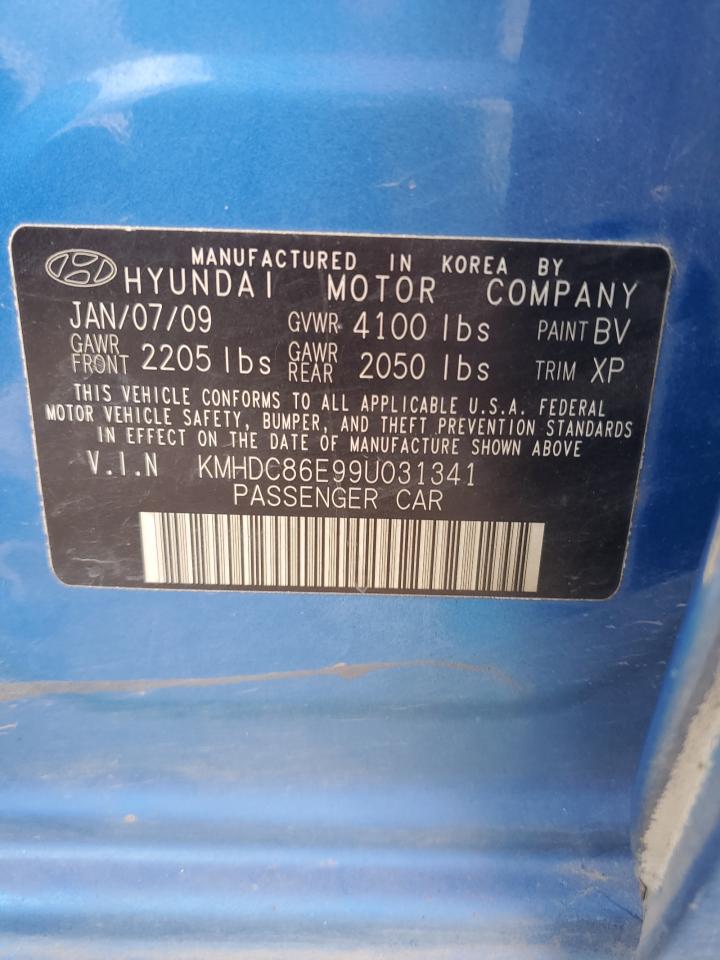 MANUFACTURED IN KOREA BY
HYUNDAI MOTOR COMPANY
JAN/07/09 GVWR 4100 lbs PAINT BV
GAWR FRONT 2205 lbs GAWR REAR 2050 lbs TRIM XP
THIS VEHICLE CONFORMS TO ALL APPLICABLE U.S.A. FEDERAL
MOTOR VEHICLE SAFETY, BUMPER, AND THEFT PREVENTION STANDARDS
IN EFFECT ON THE DATE OF MANUFACTURE SHOWN ABOVE
V.I.N KMHDC86E99U031341
PASSENGER CAR